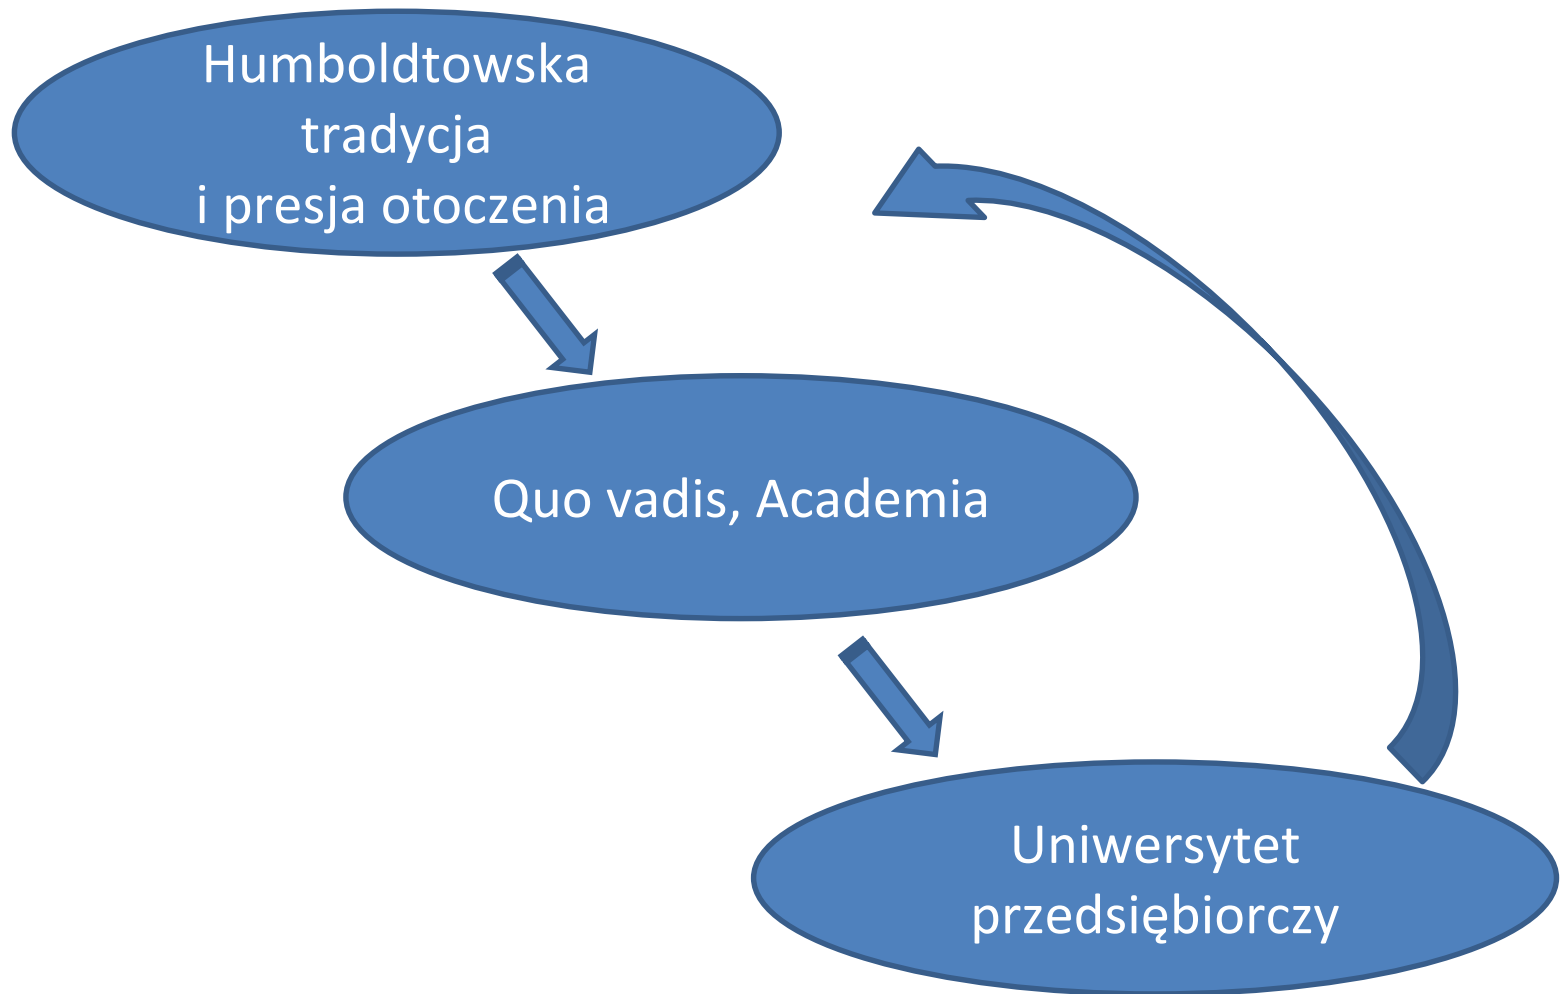 Humboldtowska
tradycja
i presja otoczenia
Quo vadis, Academia
Uniwersytet
przedsiębiorczy